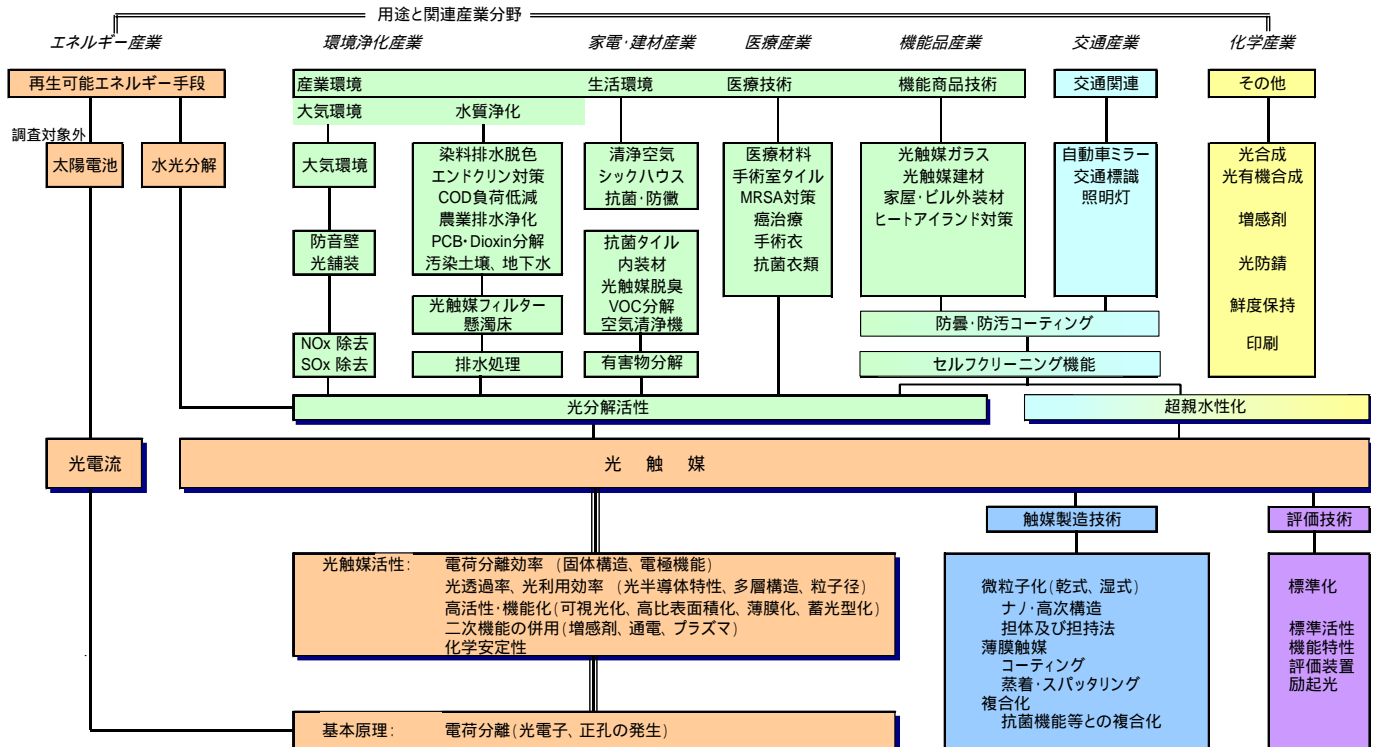 用途と関連産業分野
エネルギー産業
環境浄化産業
家電・建材産業
医療産業
機能品産業
交通産業
化学産業
再生可能エネルギー手段
産業環境
生活環境
医療技術
機能商品技術
交通関連
その他
大気環境
水質浄化
調査対象外
太陽電池
水光分解
大気環境
防音壁
光舗装
NOx 除去
SOx 除去
染料排水脱色
エンドクリン対策
COD負荷低減
農業排水浄化
PCB・Dioxin分解
汚染土壌、地下水
光触媒フィルター
懸濁床
排水処理
清浄空気
シックハウス
抗菌・防黴
抗菌タイル
内装材
光触媒脱臭
VOC分解
空気清浄機
有害物分解
医療材料
手術室タイル
MRSA対策
癌治療
手術衣
抗菌衣類
光触媒ガラス
光触媒建材
家屋・ビル外装材
ヒートアイランド対策
自動車ミラー
交通標識
照明灯
防曇・防汚コーティング
セルフクリーニング機能
光合成
光有機合成
増感剤
光防錆
鮮度保持
印刷
光分解活性
超親水性化
光電流
光 触 媒
触媒製造技術
評価技術
光触媒活性： 電荷分離効率 （固体構造、電極機能）
光透過率、光利用効率 （光半導体特性、多層構造、粒子径）
高活性・機能化（可視光化、高比表面積化、薄膜化、蓄光型化）
二次機能の併用（増感剤、通電、プラズマ）
化学安定性
微粒子化（乾式、湿式）
ナノ・高次構造
担体及び担持法
薄膜触媒
コーティング
蒸着・スパッタリング
複合化
抗菌機能等との複合化
標準化
標準活性
機能特性
評価装置
励起光
基本原理： 電荷分離（光電子、正孔の発生）